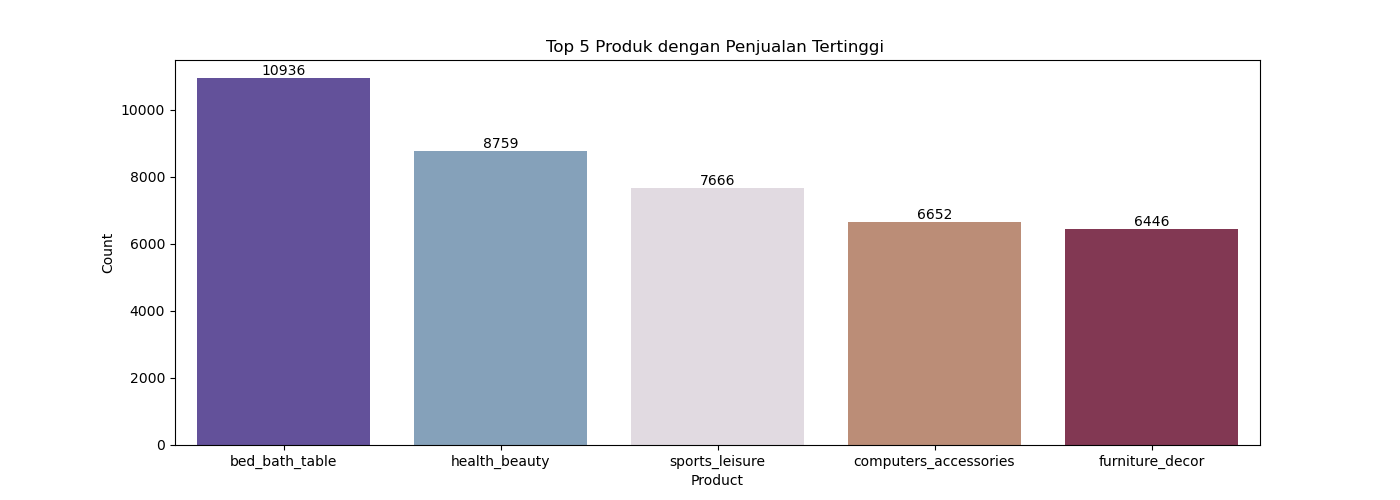 Top 5 Produk dengan Penjualan Tertinggi
10936
8759
7666
6652
6446
10000
8000
6000
4000
2000
0
Count
bed_bath_table
health_beauty
sports_leisure
computers_accessories
furniture_decor
Product